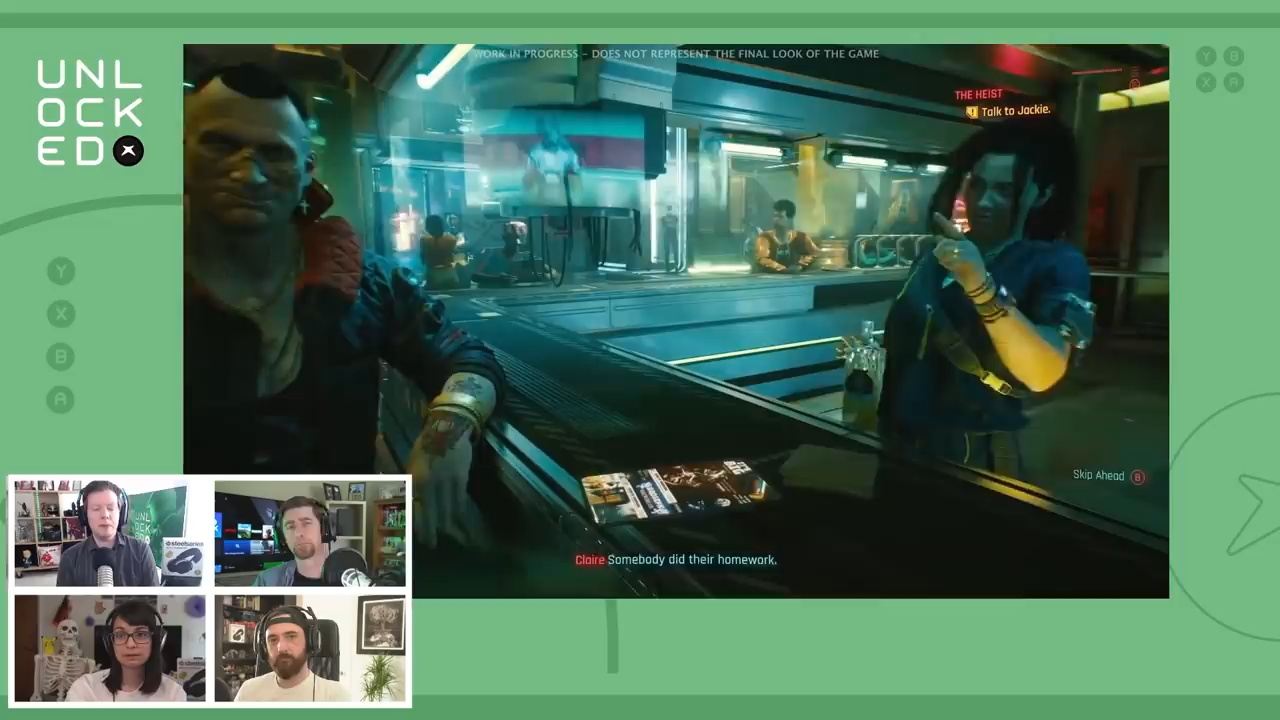 UNL
OCK
ED
WORK IN PROGRESS - DOES NOT REPRESENT THE FINAL LOOK OF THE GAME
THE HEIST
Talk to Jackie.
Y B
X A
Y
X
B
A
Skip Ahead B
Claire Somebody did their homework.
steelseries